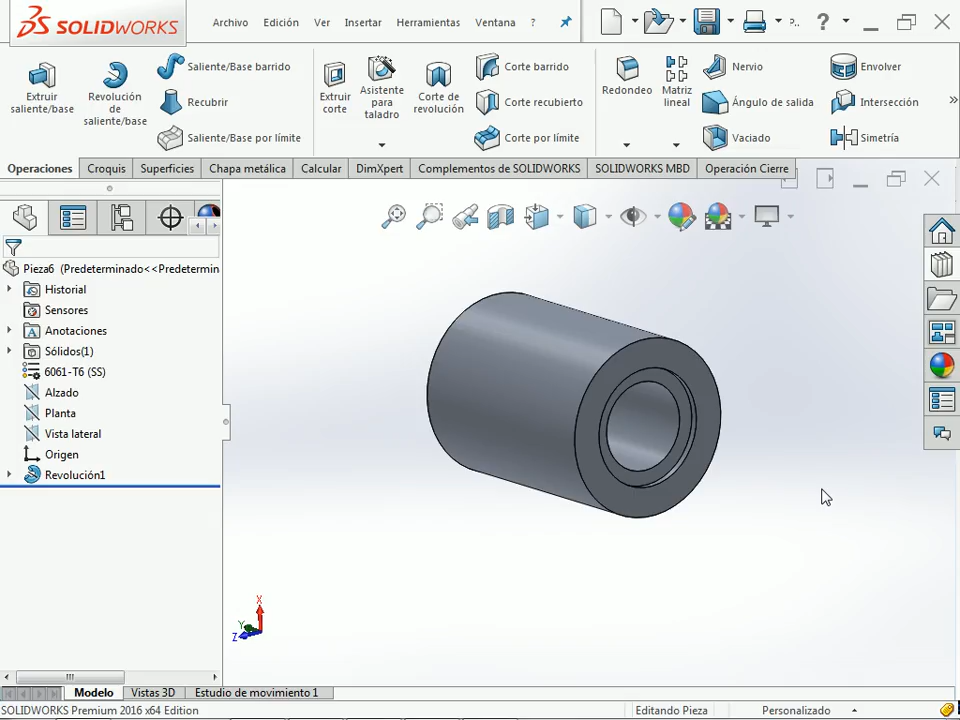 SOLIDWORKS
Archivo Edición Ver Insertar Herramientas Ventana ? P.. ?
Extruir saliente/base
Revolución de saliente/base
Saliente/Base barrido
Recubrir
Saliente/Base por límite
Extruir corte
Asistente para taladro
Corte de revolución
Corte barrido
Corte recubierto
Corte por límite
Redondeo
Matriz lineal
Nervio
Ángulo de salida
Vaciado
Envolver
Intersección
Simetría
Operaciones Croquis Superficies Chapa metálica Calcular DimXpert Complementos de SOLIDWORKS SOLIDWORKS MBD Operación Cierre
Pieza6 (Predeterminado<<Predetermin
Historial
Sensores
Anotaciones
Sólidos(1)
6061-T6 (SS)
Alzado
Planta
Vista lateral
Origen
Revolución1
X
Y
Z
Modelo Vistas 3D Estudio de movimiento 1
SOLIDWORKS Premium 2016 x64 Edition Editando Pieza Personalizado